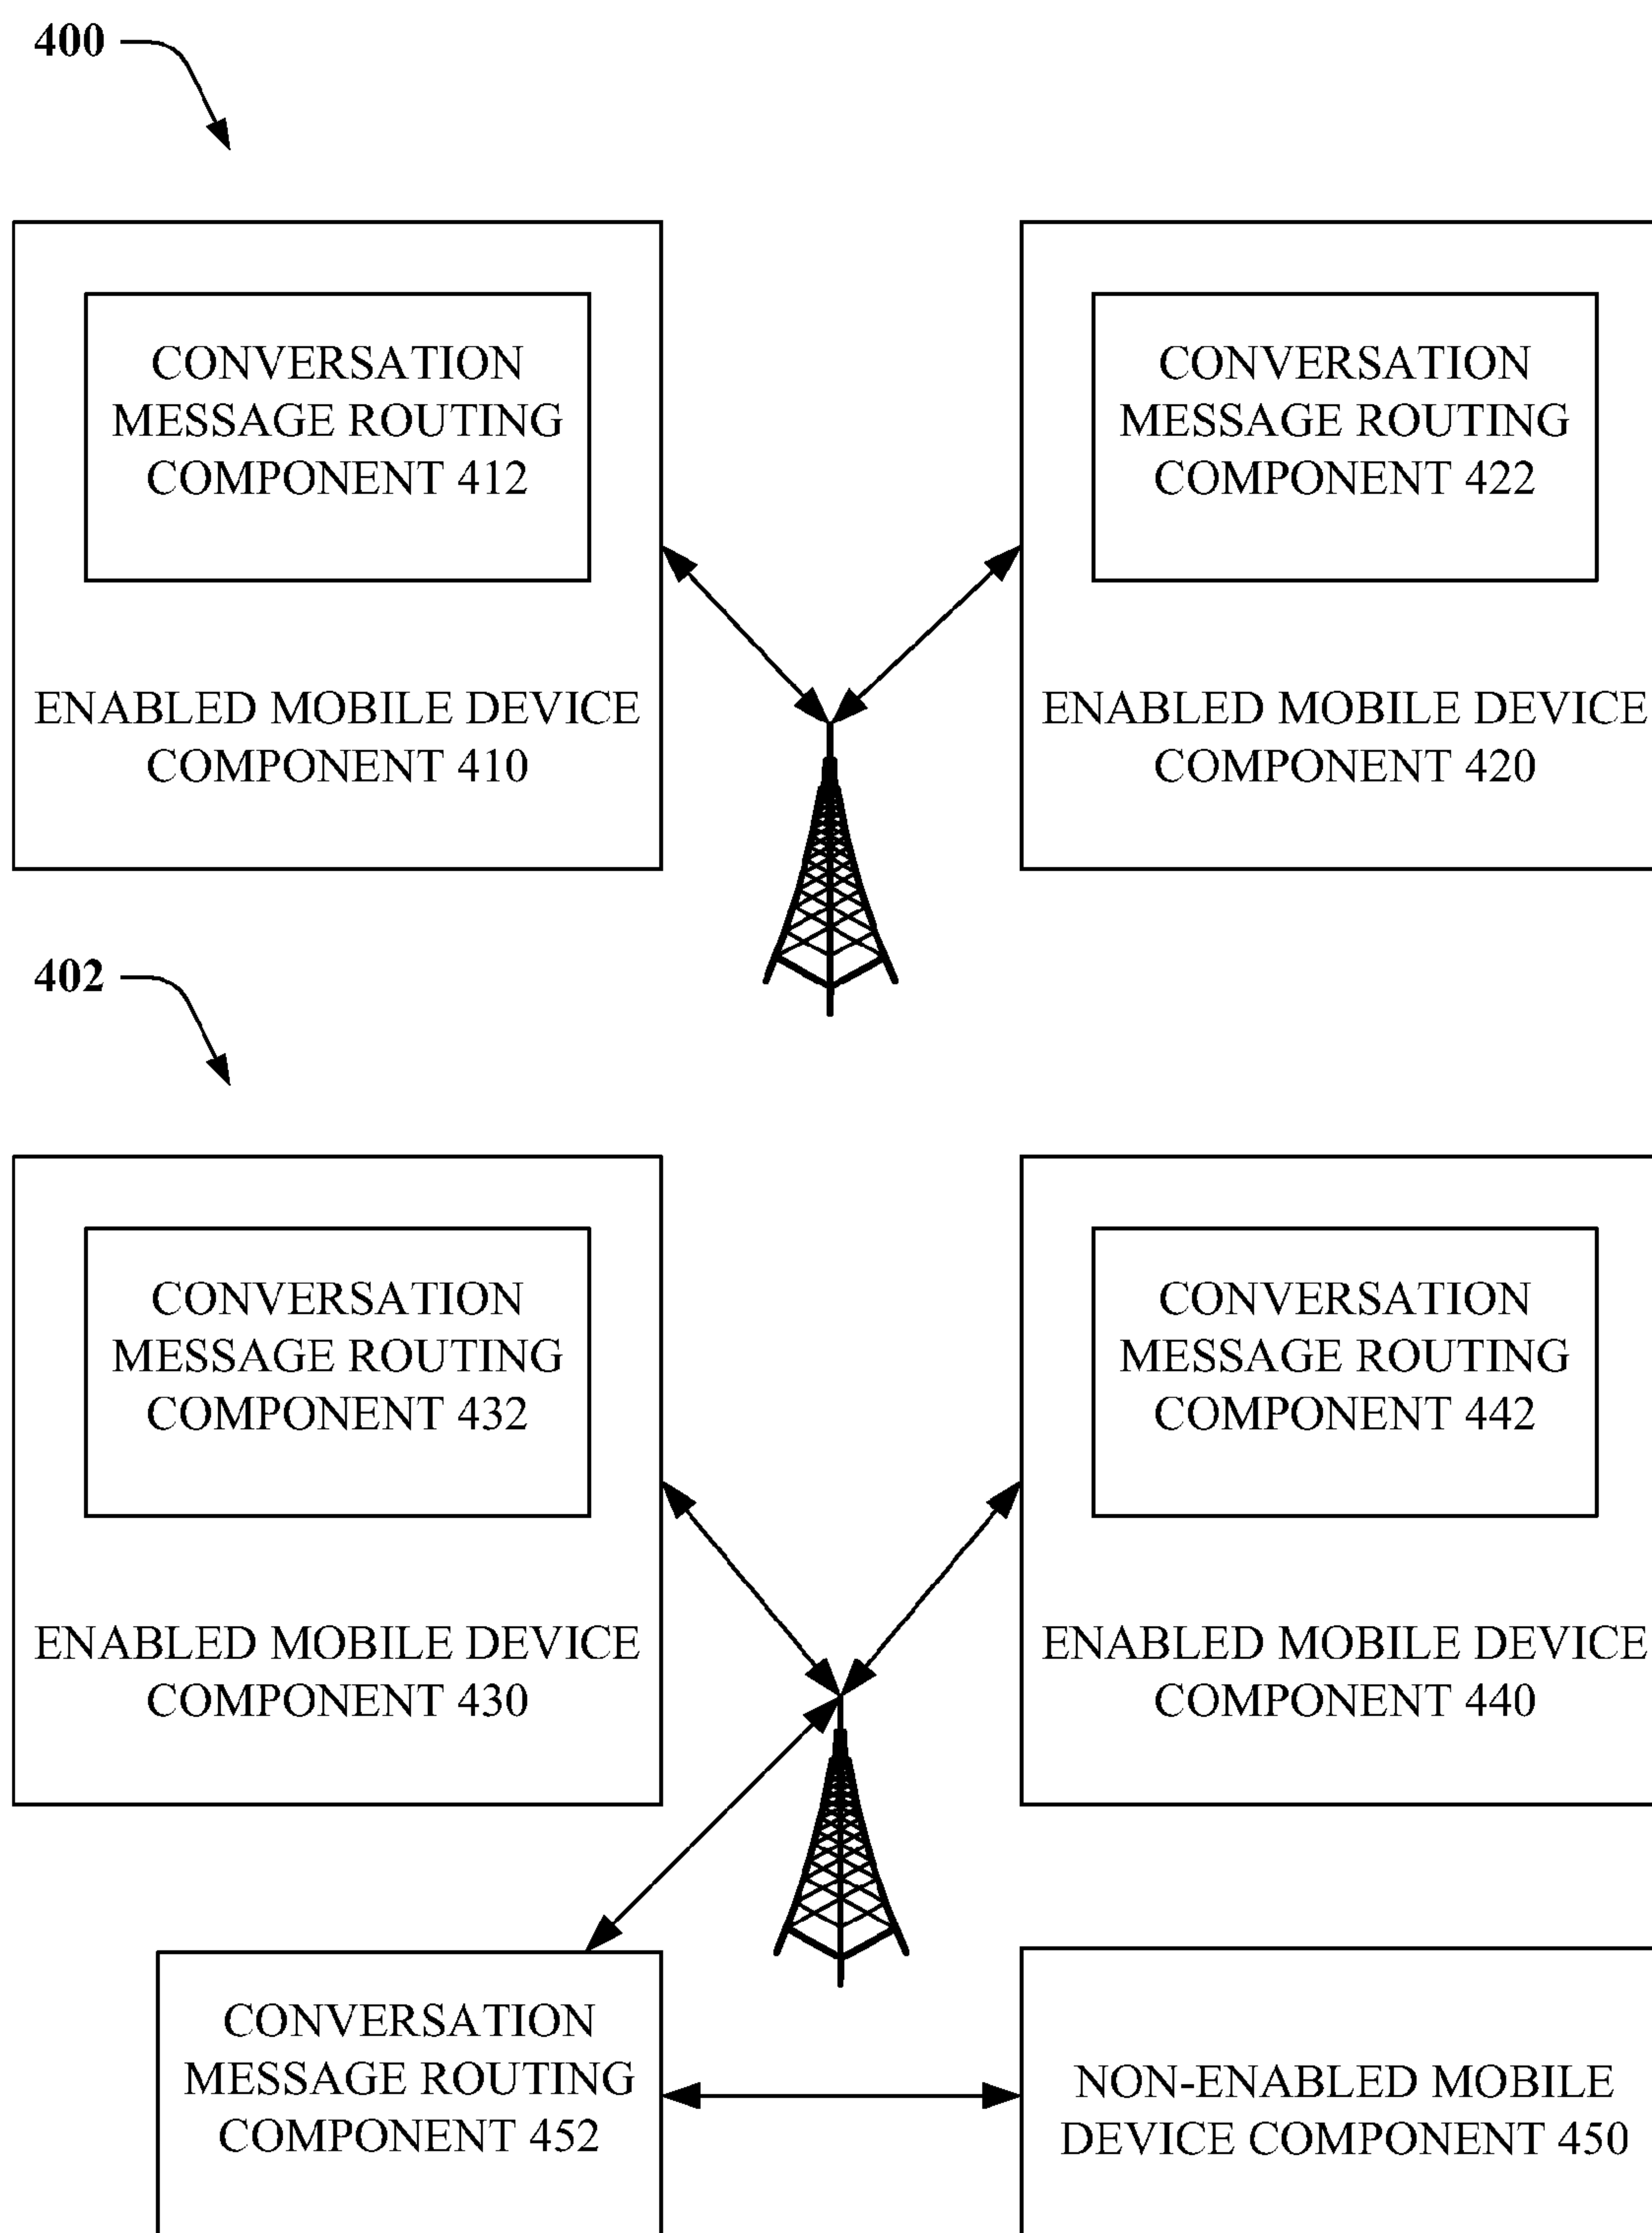 400
CONVERSATION
MESSAGE ROUTING
COMPONENT 412
ENABLED MOBILE DEVICE
COMPONENT 410
CONVERSATION
MESSAGE ROUTING
COMPONENT 422
ENABLED MOBILE DEVICE
COMPONENT 420
402
CONVERSATION
MESSAGE ROUTING
COMPONENT 432
ENABLED MOBILE DEVICE
COMPONENT 430
CONVERSATION
MESSAGE ROUTING
COMPONENT 442
ENABLED MOBILE DEVICE
COMPONENT 440
CONVERSATION
MESSAGE ROUTING
COMPONENT 452
NON-ENABLED MOBILE
DEVICE COMPONENT 450